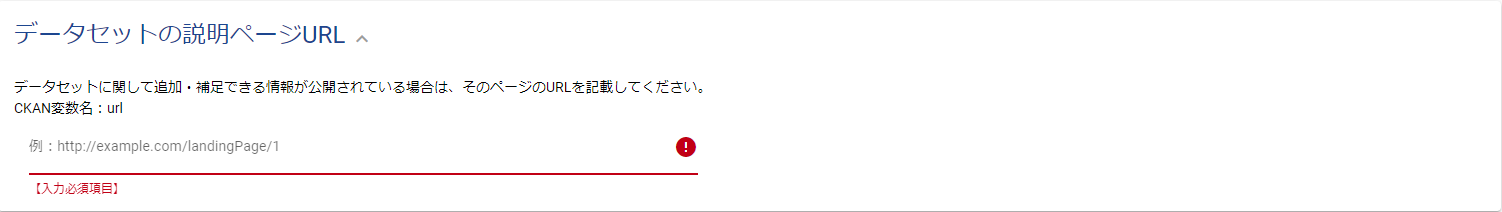 データセットの説明ページURL
データセットに関して追加・補足できる情報が公開されている場合は、そのページのURLを記載してください。
CKAN変数名：url
例：http://example.com/landingPage/1
【入力必須項目】